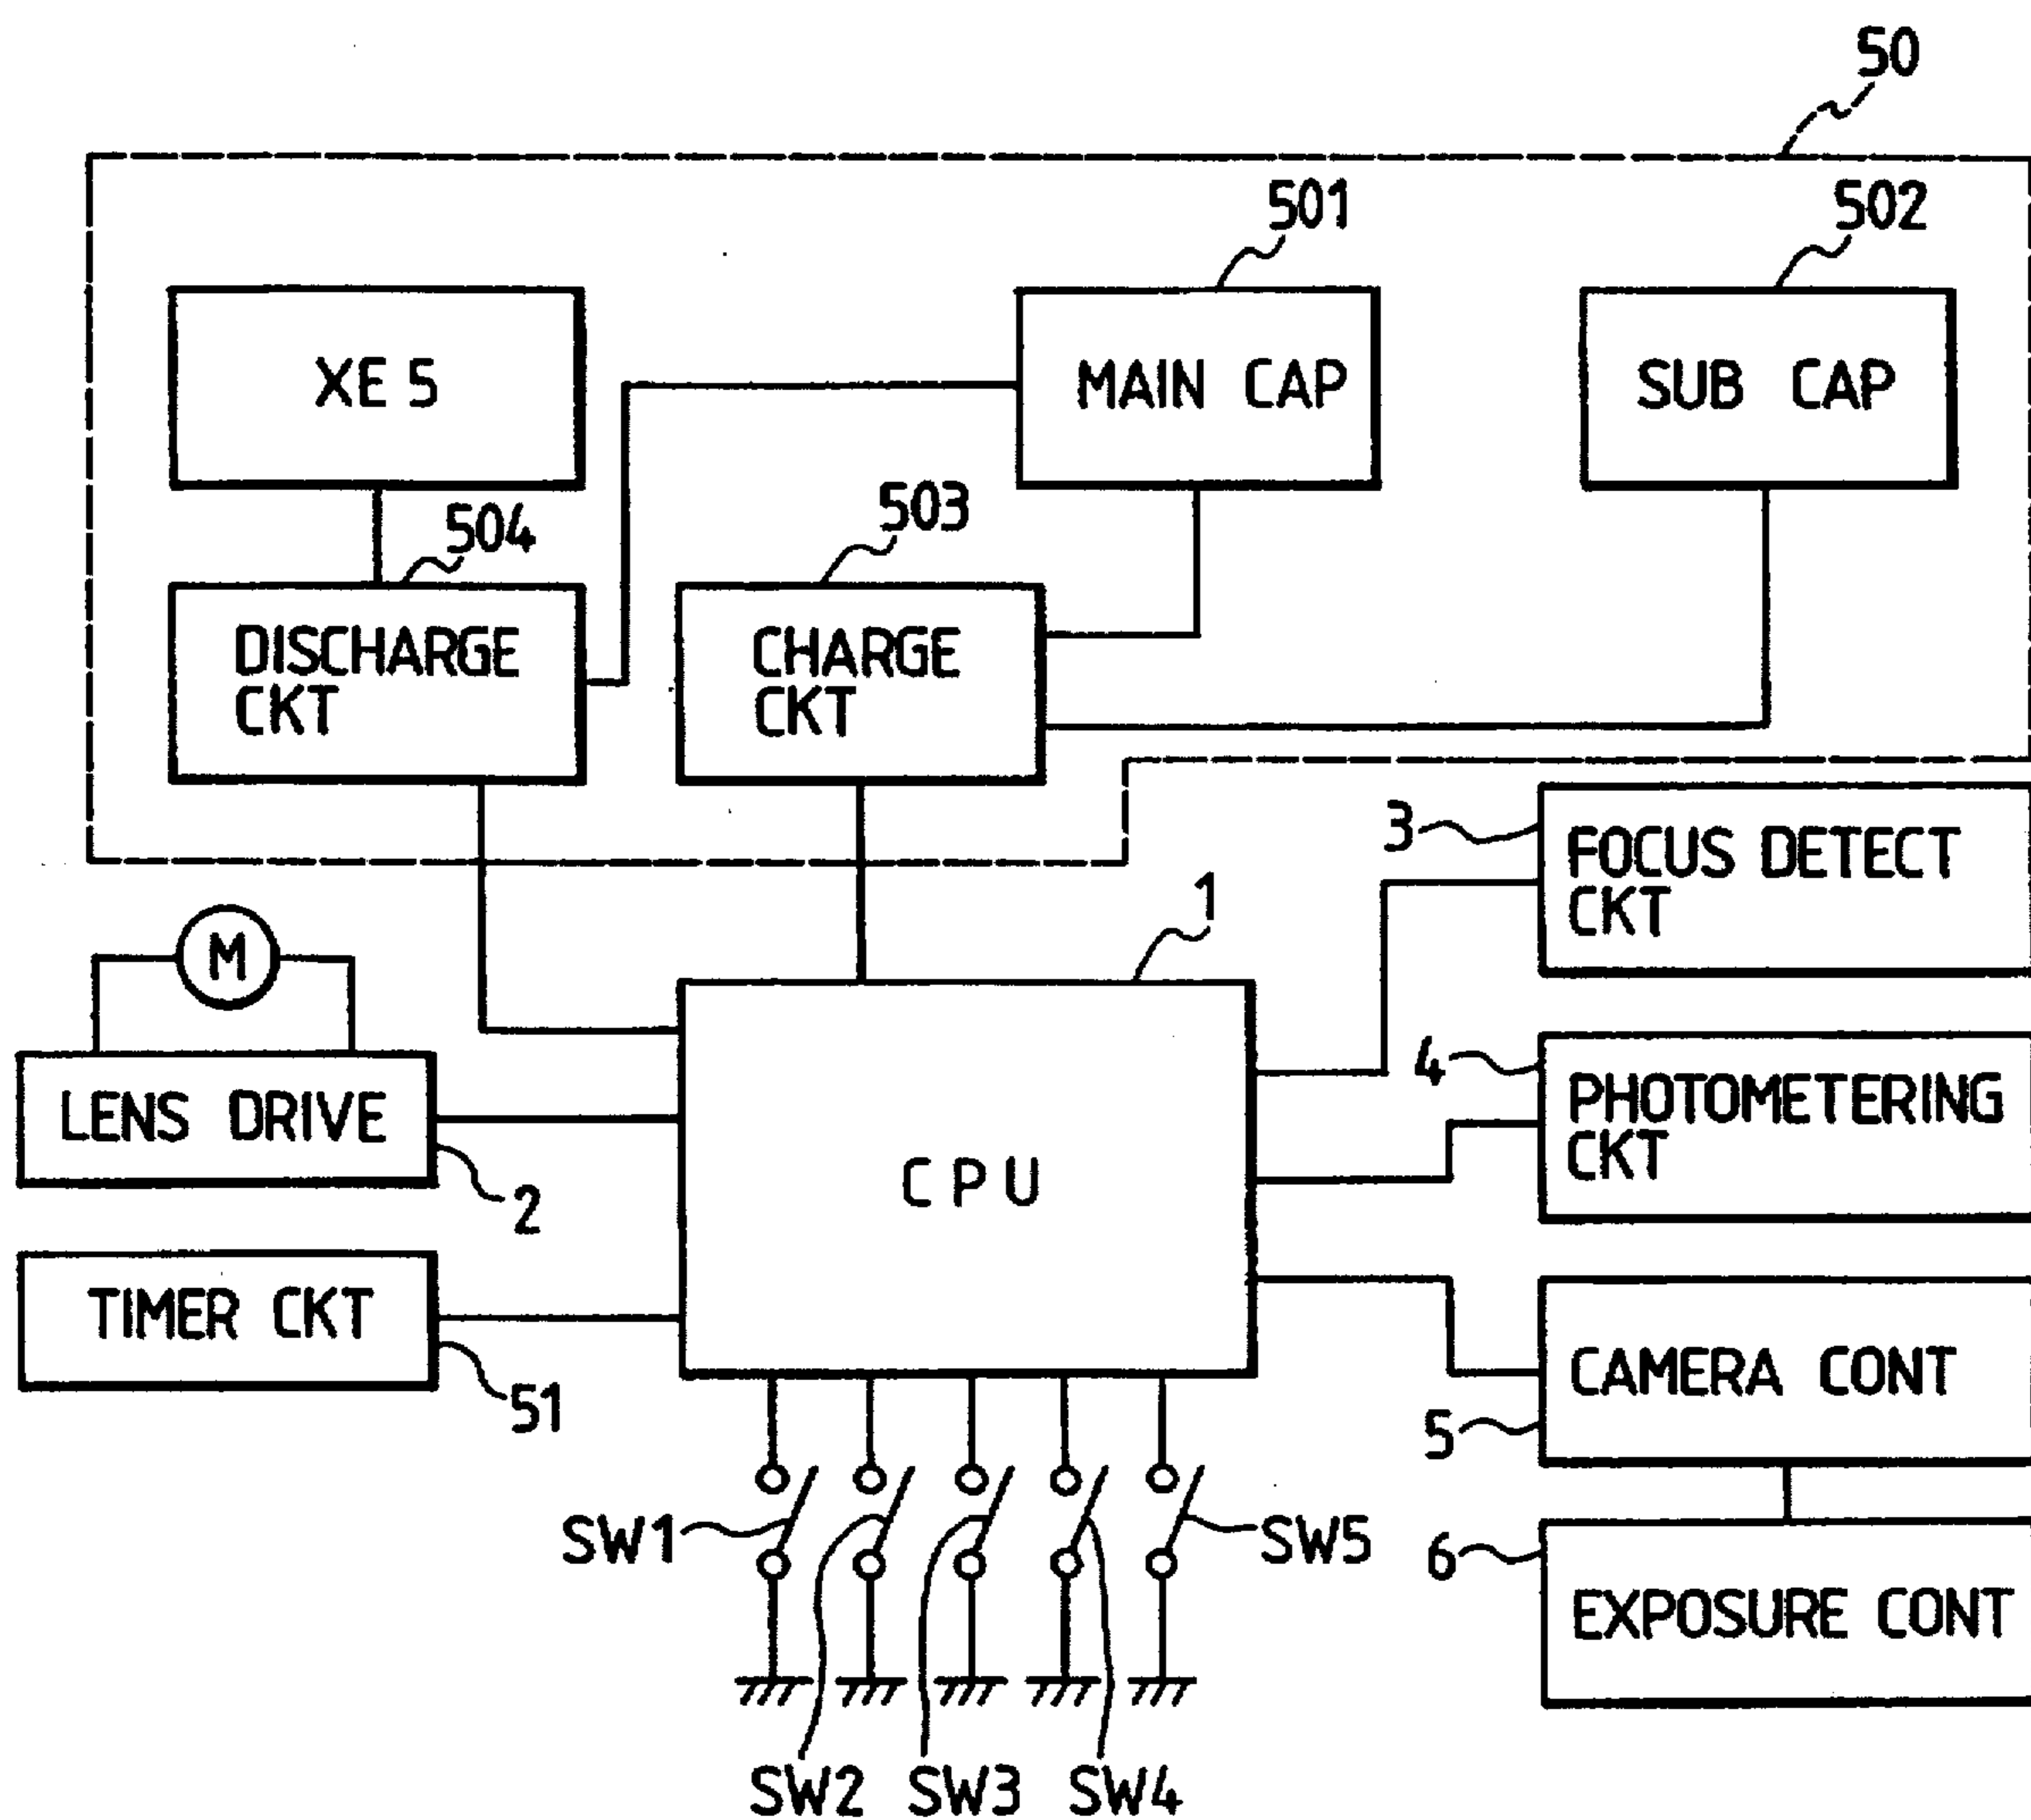 50
501
502
XE 5
MAIN CAP
SUB CAP
504
503
DISCHARGE
CKT
CHARGE
CKT
3
FOCUS DETECT
CKT
1
M
4
PHOTOMETERING
CKT
LENS DRIVE
2
CPU
TIMER CKT
51
CAMERA CONT
5
SW1
SW5
6
EXPOSURE CONT
SW2
SW3
SW4